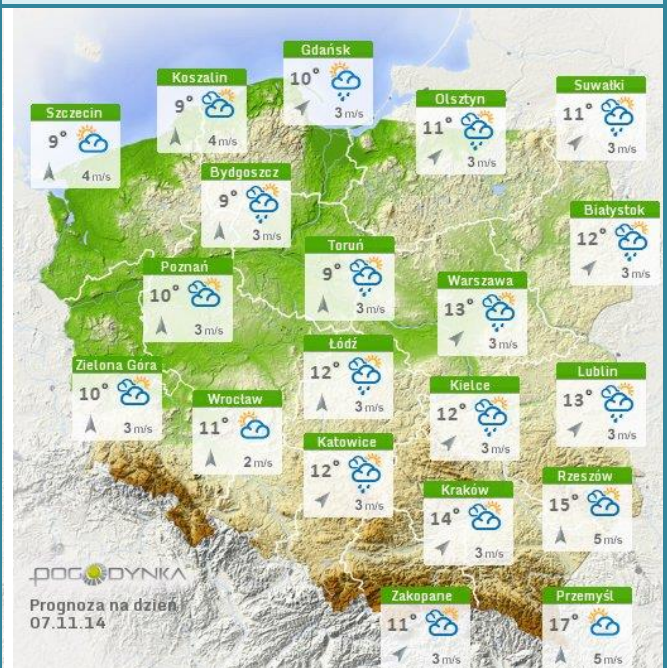 Gdańsk
10°
3 m/s
Koszalin
9°
4 m/s
Suwałki
11°
3 m/s
Olsztyn
11°
3 m/s
Szczecin
9°
4 m/s
Bydgoszcz
9°
3 m/s
Białystok
12°
3 m/s
Toruń
9°
3 m/s
Poznań
10°
3 m/s
Warszawa
13°
3 m/s
Łódź
12°
3 m/s
Zielona Góra
10°
3 m/s
Lublin
13°
3 m/s
Kielce
12°
3 m/s
Wrocław
11°
2 m/s
Katowice
12°
3 m/s
Rzeszów
15°
5 m/s
Kraków
14°
3 m/s
POGODYNKA
Prognoza na dzień
07.11.14
Zakopane
11°
3 m/s
Przemyśl
17°
5 m/s